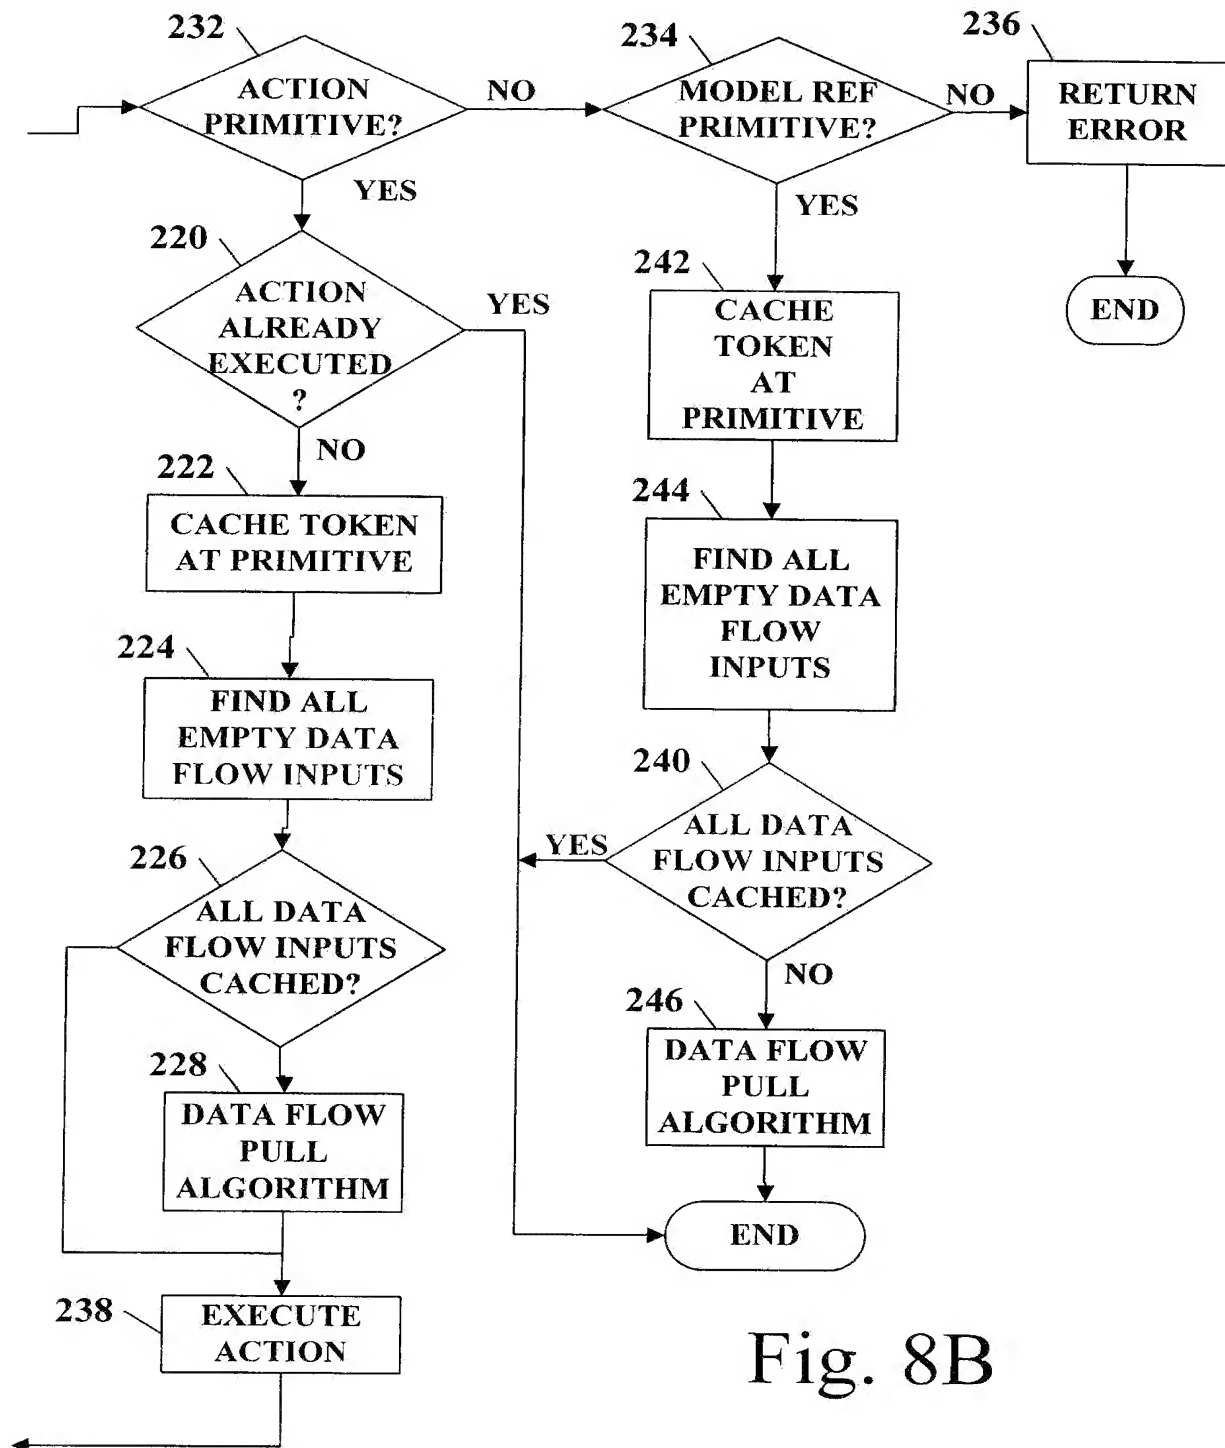 232
ACTION
PRIMITIVE?
NO
YES
234
MODEL REF
PRIMITIVE?
NO
YES
236
RETURN
ERROR
END
220
ACTION
ALREADY
EXECUTED
?
YES
NO
222
CACHE TOKEN
AT PRIMITIVE
224
FIND ALL
EMPTY DATA
FLOW INPUTS
226
ALL DATA
FLOW INPUTS
CACHED?
228
DATA FLOW
PULL
ALGORITHM
238
EXECUTE
ACTION
242
CACHE
TOKEN
AT
PRIMITIVE
244
FIND ALL
EMPTY DATA
FLOW
INPUTS
240
ALL DATA
FLOW INPUTS
CACHED?
YES
NO
246
DATA FLOW
PULL
ALGORITHM
END
Fig. 8B